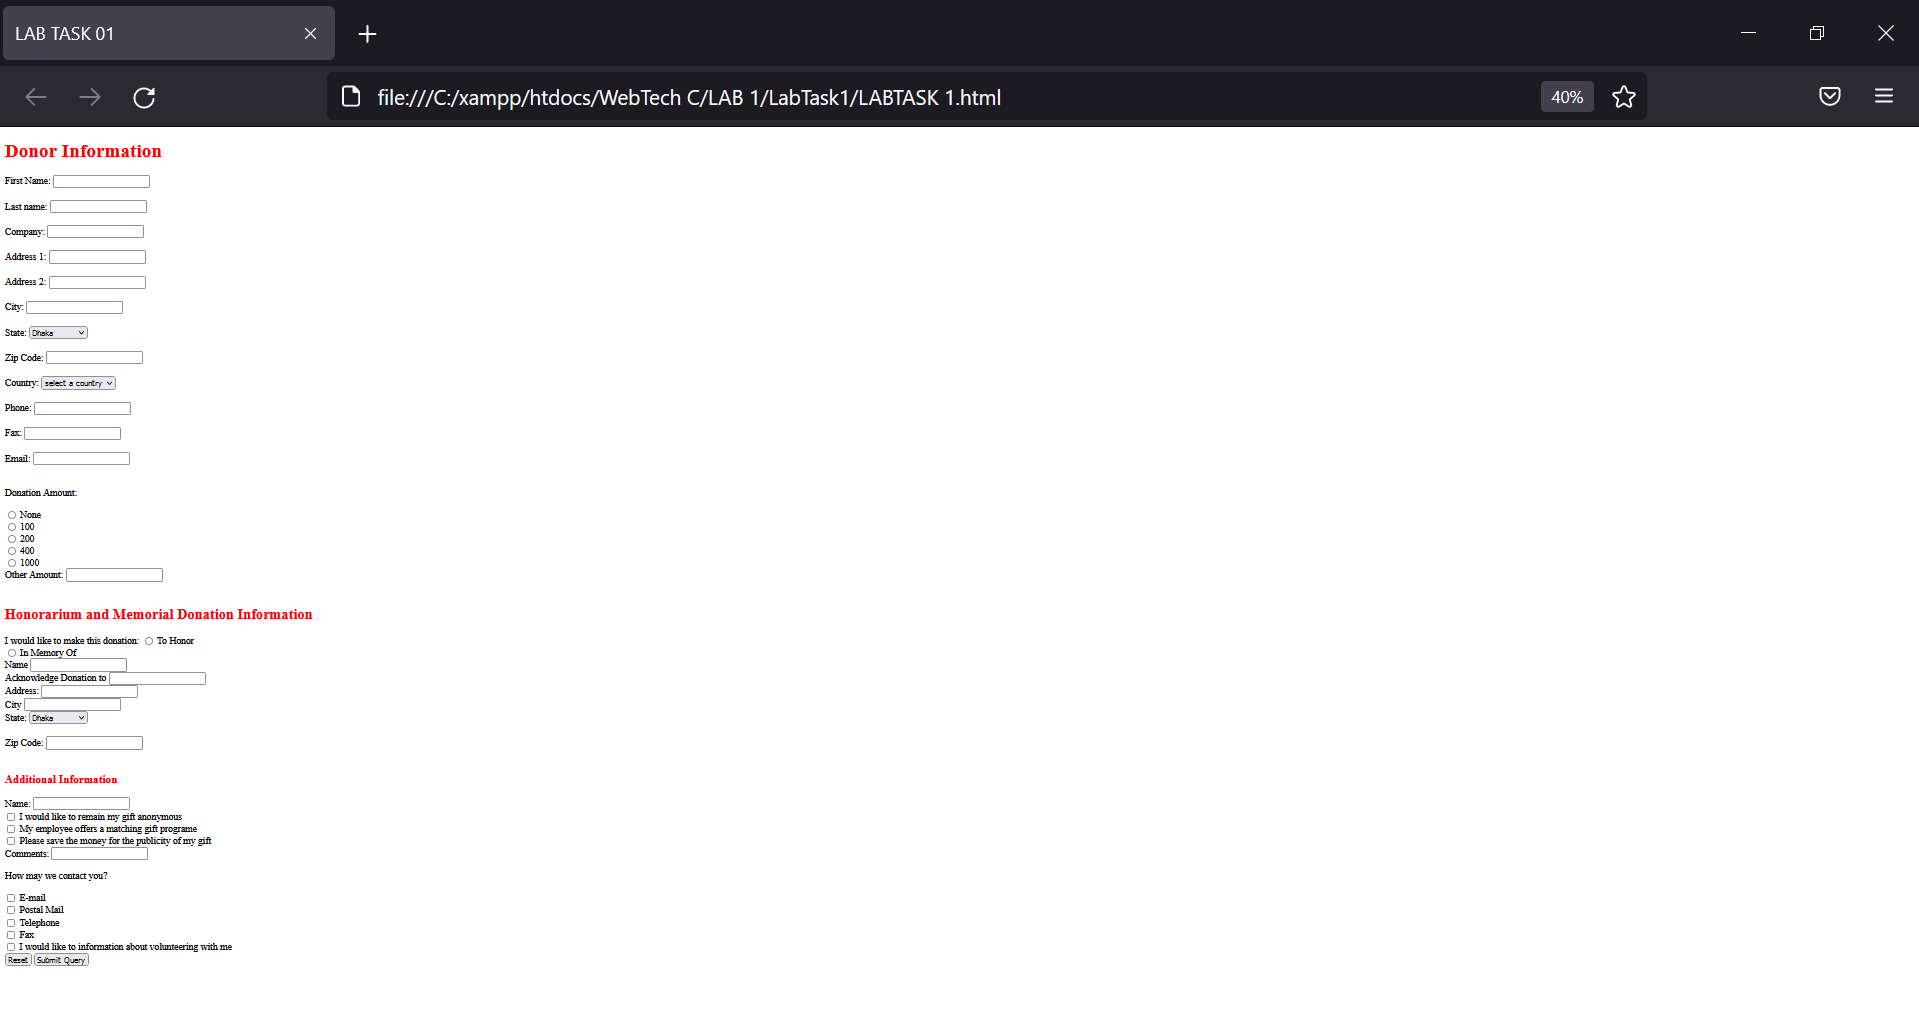 LAB TASK 01
file:///C:/xampp/htdocs/WebTech C/LAB 1/LabTask1/LABTASK 1.html 40%
Donor Information
First Name:
Last name:
Company:
Address 1:
Address 2:
City:
State: Dhaka
Zip Code:
Country: select a country
Phone:
Fax:
Email:
Donation Amount:
None
100
200
400
1000
Other Amount:
Honorarium and Memorial Donation Information
I would like to make this donation: To Honor
In Memory Of
Name
Acknowledge Donation to
Address:
City
State: Dhaka
Zip Code:
Additional Information
Name:
I would like to remain my gift anonymous
My employee offers a matching gift programe
Please save the money for the publicity of my gift
Comments:
How may we contact you?
E-mail
Postal Mail
Telephone
Fax
I would like to information about volunteering with me
Reset Submit Query